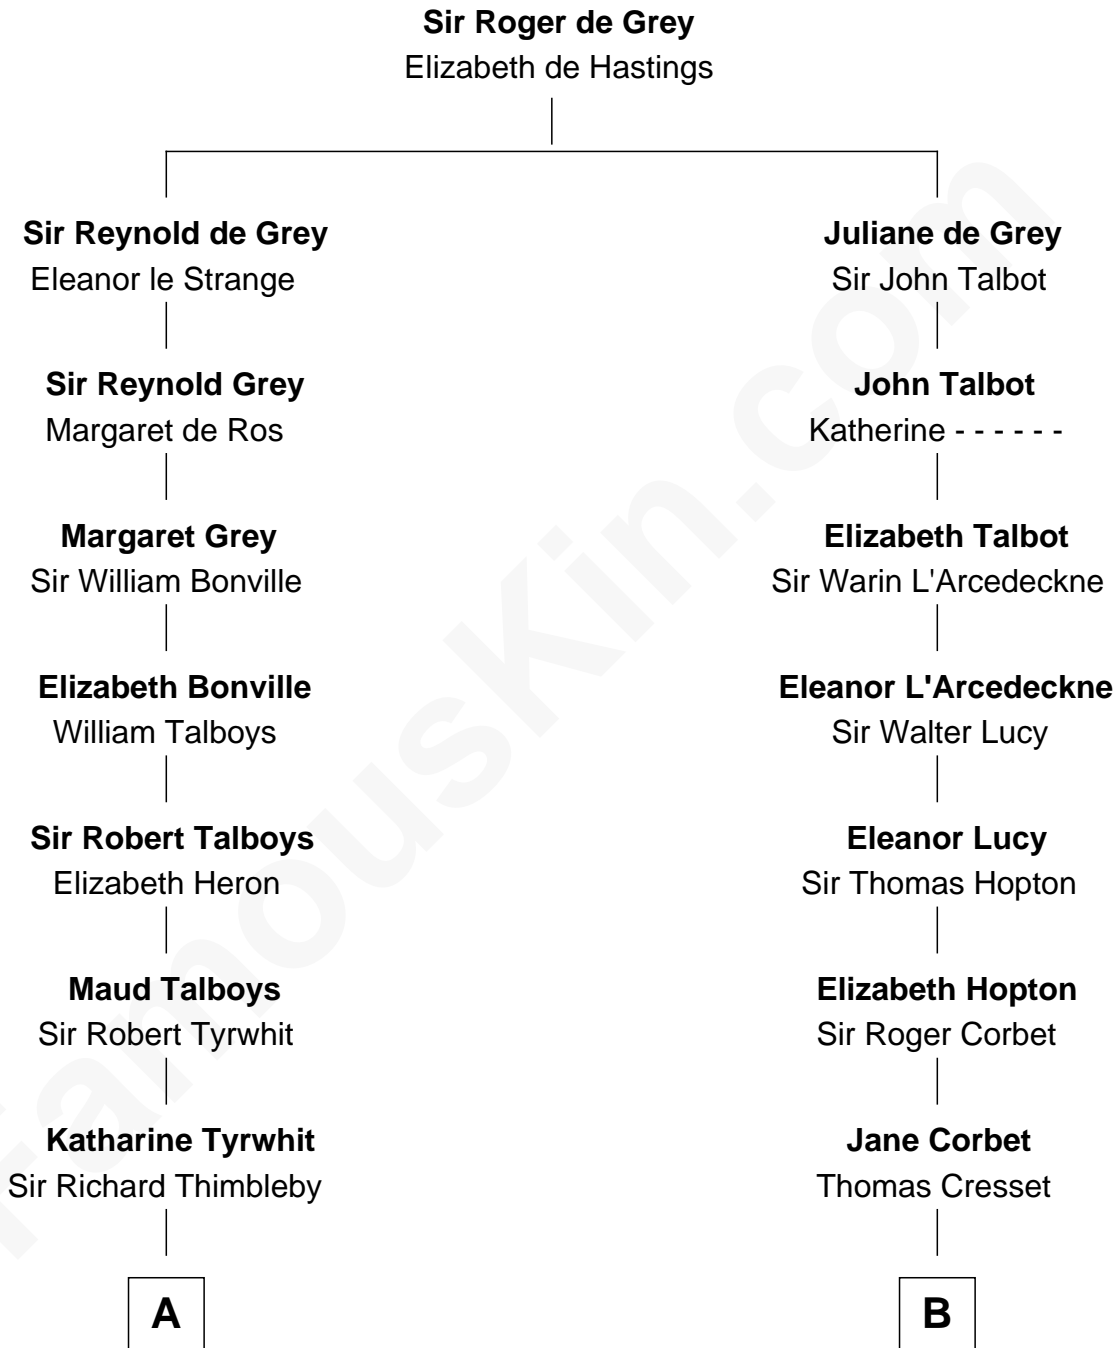 Sir Roger de Grey
Elizabeth de Hastings
Sir Reynold de Grey
Eleanor le Strange
Juliane de Grey
Sir John Talbot
Sir Reynold Grey
Margaret de Ros
John Talbot
Katherine - - - - - -
Margaret Grey
Sir William Bonville
Elizabeth Talbot
Sir Warin L'Arcedeckne
Elizabeth Bonville
William Talboys
Eleanor L'Arcedeckne
Sir Walter Lucy
Sir Robert Talboys
Elizabeth Heron
Eleanor Lucy
Sir Thomas Hopton
Maud Talboys
Sir Robert Tyrwhit
Elizabeth Hopton
Sir Roger Corbet
Katharine Tyrwhit
Sir Richard Thimbleby
Jane Corbet
Thomas Cresset
A
B
FamousKin.com